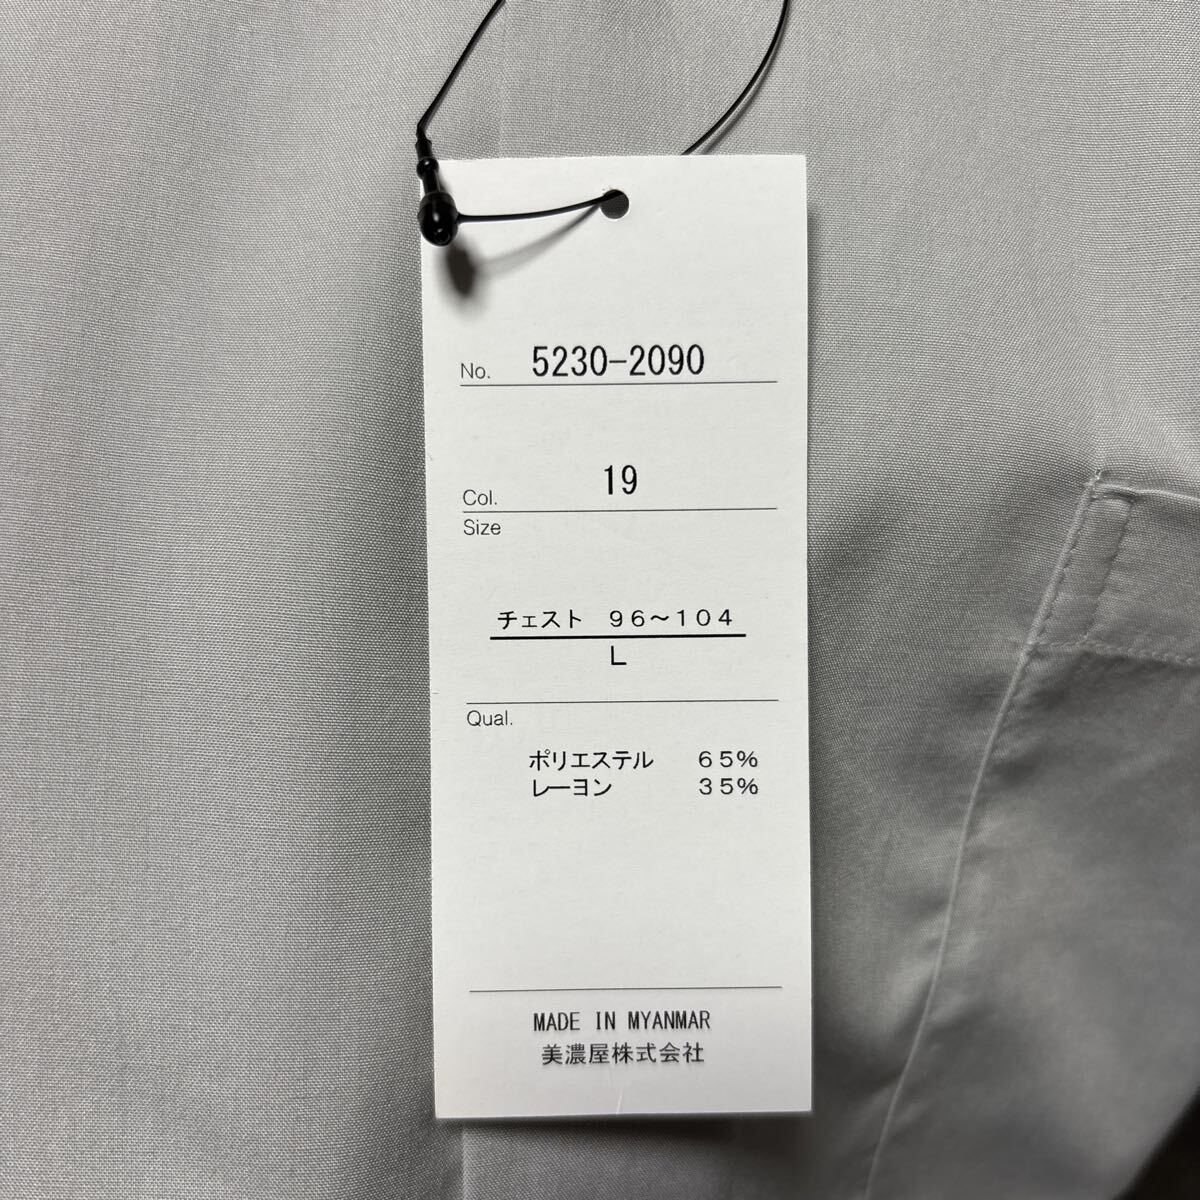 No. 5230-2090
Col. 19
Size
チェスト ９６〜１０４
L
Qual.
ポリエステル ６５％
レーヨン ３５％
MADE IN MYANMAR
美濃屋株式会社